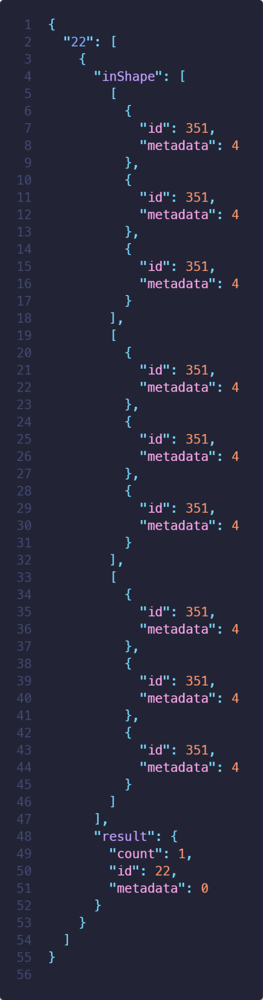 1 {
2   "22": [
3     {
4       "inShape": [
5         [
6           {
7             "id": 351,
8             "metadata": 4
9           },
10           {
11             "id": 351,
12             "metadata": 4
13           },
14           {
15             "id": 351,
16             "metadata": 4
17           }
18         ],
19         [
20           {
21             "id": 351,
22             "metadata": 4
23           },
24           {
25             "id": 351,
26             "metadata": 4
27           },
28           {
29             "id": 351,
30             "metadata": 4
31           }
32         ],
33         [
34           {
35             "id": 351,
36             "metadata": 4
37           },
38           {
39             "id": 351,
40             "metadata": 4
41           },
42           {
43             "id": 351,
44             "metadata": 4
45           }
46         ]
47       ],
48       "result": {
49         "count": 1,
50         "id": 22,
51         "metadata": 0
52       }
53     }
54   ]
55 }
56